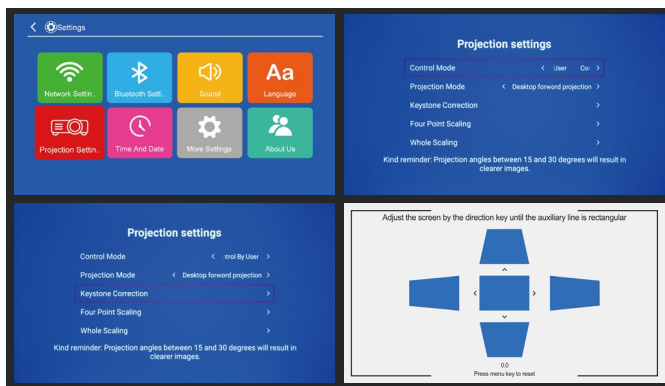 Settings
Network Settin..
Bluetooth Setti..
Sound
Aa
Language
Projection Settin..
Time And Date
More Settings
About Us
Projection settings
Control Mode < User Co >
Projection Mode < Desktop forword projection >
Keystone Correction >
Four Point Scaling >
Whole Scaling >
Kind reminder: Projection angles between 15 and 30 degrees will result in
clearer images.
Projection settings
Control Mode < trol By User >
Projection Mode < Desktop forword projection >
Keystone Correction >
Four Point Scaling >
Whole Scaling >
Kind reminder: Projection angles between 15 and 30 degrees will result in
clearer images.
Adjust the screen by the direction key until the auxiliary line is rectangular
0,0
Press menu key to reset